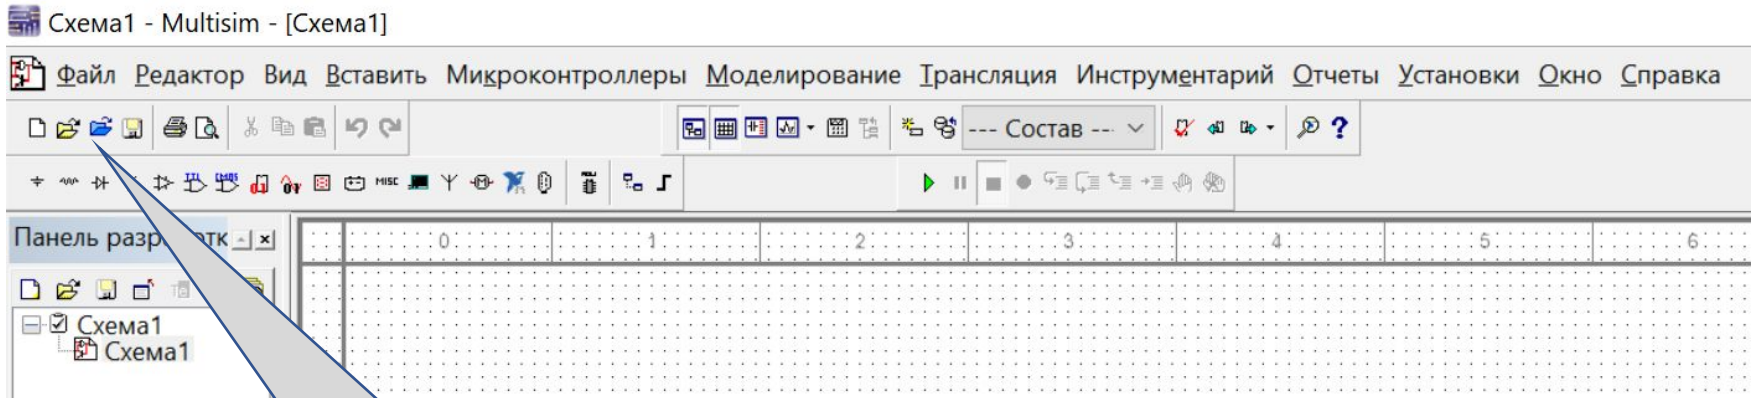 Схема1 - Multisim - [Схема1]
Файл Редактор Вид Вставить Микроконтроллеры Моделирование Трансляция Инструментарий Отчеты Установки Окно Справка
--- Состав ---
MISC
Панель
0 1 2 3 4 5 6
Схема1
Схема1